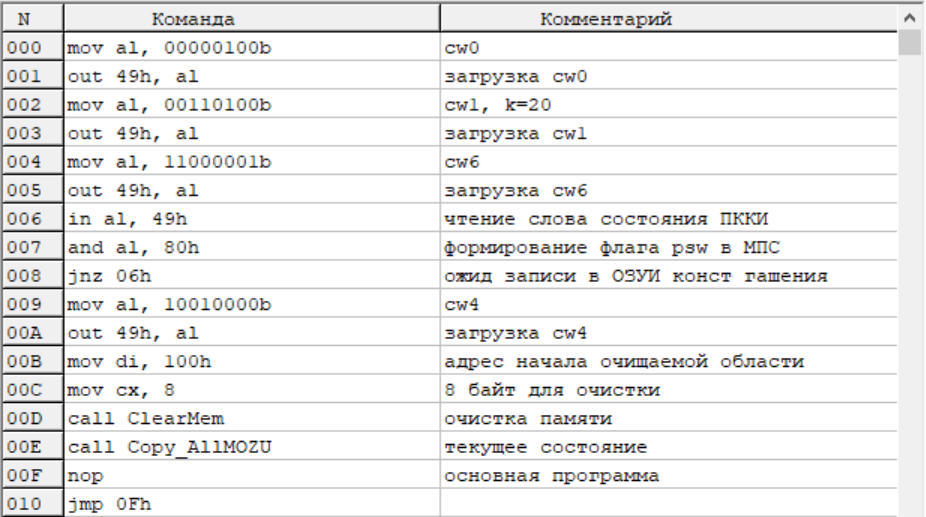 N Команда Комментарий
000 mov al, 00000100b cw0
001 out 49h, al загрузка cw0
002 mov al, 00110100b cw1, k=20
003 out 49h, al загрузка cw1
004 mov al, 11000001b cw6
005 out 49h, al загрузка cw6
006 in al, 49h чтение слова состояния ПККИ
007 and al, 80h формирование флага psw в МПС
008 jnz 06h ожид записи в ОЗУИ конст гашения
009 mov al, 10010000b cw4
00A out 49h, al загрузка cw4
00B mov di, 100h адрес начала очищаемой области
00C mov cx, 8 8 байт для очистки
00D call ClearMem очистка памяти
00E call Copy_AllMOZU текущее состояние
00F nop основная программа
010 jmp 0Fh